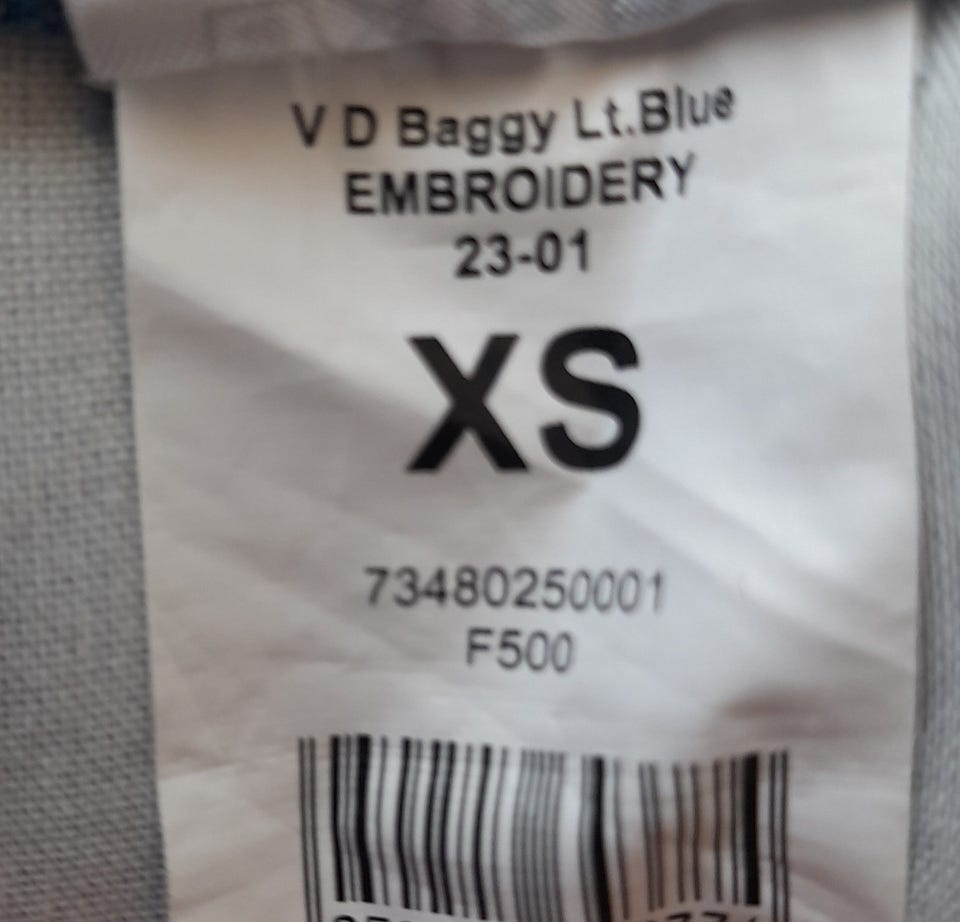 V D Baggy Lt.Blue
EMBROIDERY
23-01
XS
73480250001
F500